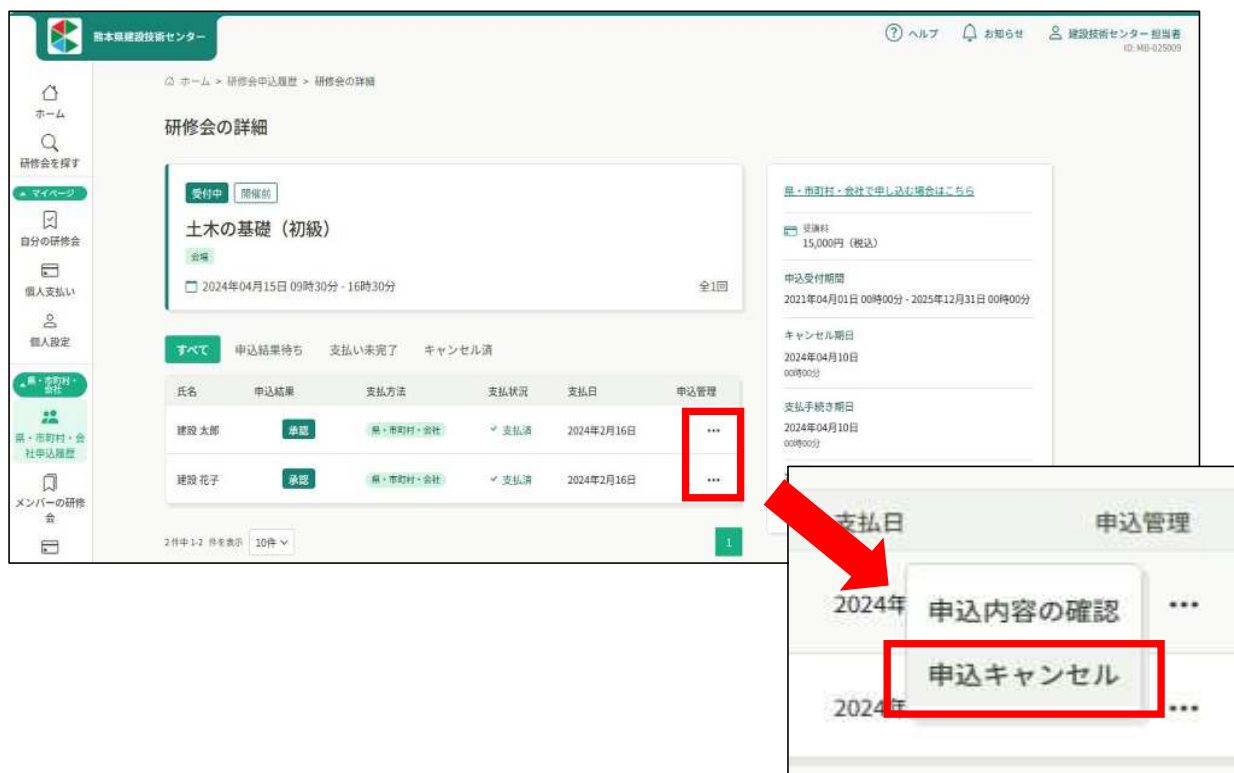 熊本県建設技術センター
ヘルプ
お知らせ
建設技術センター 担当者
ID: MB-025009
ホーム > 研修会申込履歴 > 研修会の詳細
ホーム
研修会を探す
マイページ
自分の研修会
個人支払い
個人設定
県・市町村・
会社
県・市町村・会
社申込履歴
メンバーの研修
会
研修会の詳細
受付中 開催前
土木の基礎（初級）
会場
2024年04月15日 09時30分 - 16時30分
全1回
すべて 申込結果待ち 支払い未完了 キャンセル済
氏名 申込結果 支払方法 支払状況 支払日 申込管理
建設 太郎 承認 県・市町村・会社 支払済 2024年2月16日 •••
建設 花子 承認 県・市町村・会社 支払済 2024年2月16日 •••
2件中 1-2 件を表示 10件 1
県・市町村・会社で申し込む場合はこちら
受講料
15,000円（税込）
申込受付期間
2021年04月01日 00時00分 - 2025年12月31日 00時00分
キャンセル期日
2024年04月10日
00時00分
支払手続き期日
2024年04月10日
00時00分
支払日 申込管理
2024年 申込内容の確認 •••
申込キャンセル
2024年 •••